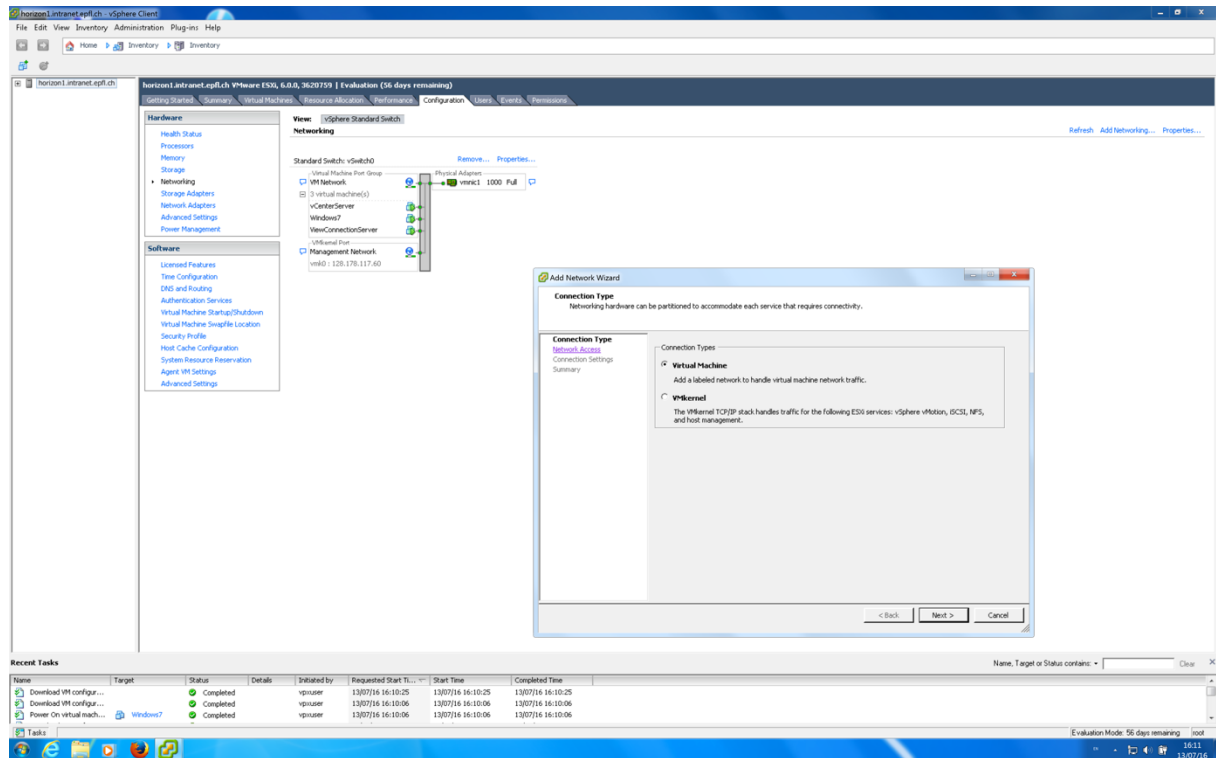 horizon1.intranet.epfl.ch - vSphere Client
File Edit View Inventory Administration Plug-ins Help
Home Inventory Inventory
horizon1.intranet.epfl.ch
horizon1.intranet.epfl.ch VMware ESXi, 6.0.0, 3620759 | Evaluation (56 days remaining)
Getting Started Summary Virtual Machines Resource Allocation Performance Configuration Users Events Permissions
Hardware
Health Status
Processors
Memory
Storage
Networking
Storage Adapters
Network Adapters
Advanced Settings
Power Management
Software
Licensed Features
Time Configuration
DNS and Routing
Authentication Services
Virtual Machine Startup/Shutdown
Virtual Machine Swapfile Location
Security Profile
Host Cache Configuration
System Resource Reservation
Agent VM Settings
Advanced Settings
View: vSphere Standard Switch
Networking
Refresh Add Networking... Properties...
Standard Switch: vSwitch0 Remove... Properties...
Virtual Machine Port Group Physical Adapters
VM Network vmnic1 1000 Full
3 virtual machine(s)
vCenterServer
Windows7
ViewConnectionServer
VMkernel Port
Management Network
vmk0 : 128.178.117.60
Add Network Wizard
Connection Type
Networking hardware can be partitioned to accommodate each service that requires connectivity.
Connection Type
Network Access
Connection Settings
Summary
Connection Types
Virtual Machine
Add a labeled network to handle virtual machine network traffic.
VMkernel
The VMkernel TCP/IP stack handles traffic for the following ESXi services: vSphere vMotion, iSCSI, NFS,
and host management.
< Back Next > Cancel
Recent Tasks
Name, Target or Status contains: Clear
Name Target Status Details Initiated by Requested Start Ti... Start Time Completed Time
Download VM configur... Completed vpxuser 13/07/16 16:10:25 13/07/16 16:10:25 13/07/16 16:10:25
Download VM configur... Completed vpxuser 13/07/16 16:10:06 13/07/16 16:10:06 13/07/16 16:10:06
Power On virtual mach... Windows7 Completed vpxuser 13/07/16 16:10:06 13/07/16 16:10:06 13/07/16 16:10:06
Tasks
Evaluation Mode: 56 days remaining root
16:11
13/07/16